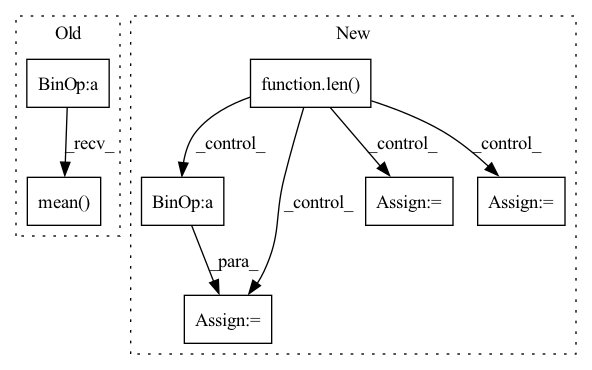 Old
New
BinOp:a
function.len()
_recv_
_control_
_control_
_control_
mean()
BinOp:a
_control_
Assign:=
Assign:=
_para_
Assign:=